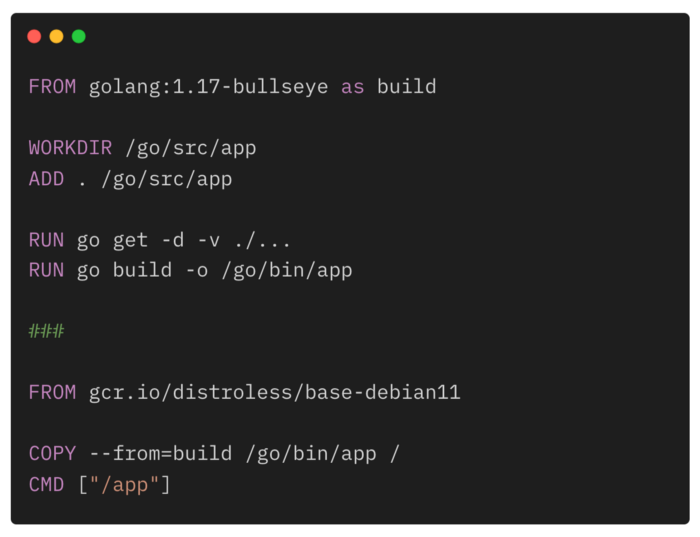 FROM golang:1.17-bullseye as build
WORKDIR /go/src/app
ADD . /go/src/app
RUN go get -d -v ./...
RUN go build -o /go/bin/app
###
FROM gcr.io/distroless/base-debian11
COPY --from=build /go/bin/app /
CMD ["/app"]